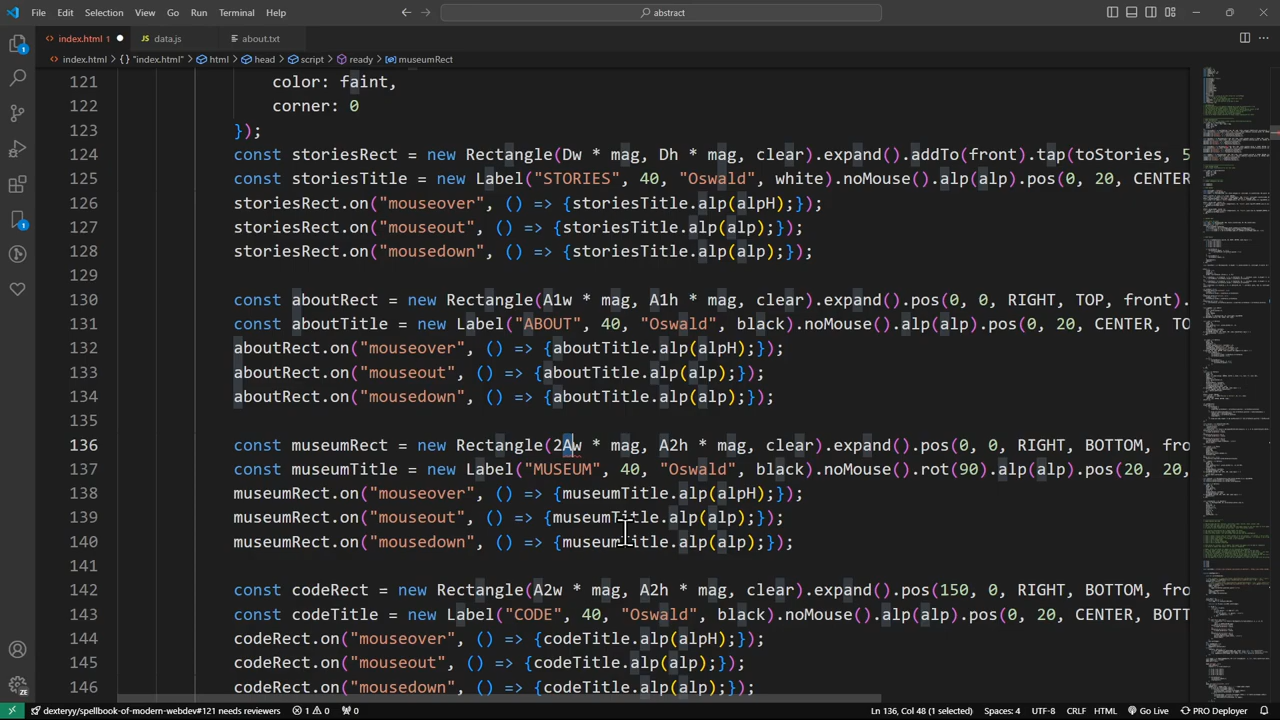 File Edit Selection View Go Run Terminal Help abstract
index.html 1 data.js about.txt
index.html {} "index.html" html head script ready museumRect
121 color: faint,
122 corner: 0
123 });
124 const storiesRect = new Rectangle(Dw * mag, Dh * mag, clear).expand().addTo(front).tap(toStories, 5
125 const storiesTitle = new Label("STORIES", 40, "Oswald", white).noMouse().alp(alp).pos(0, 20, CENTER
126 storiesRect.on("mouseover", () => {storiesTitle.alp(alpH);});
127 storiesRect.on("mouseout", () => {storiesTitle.alp(alp);});
128 storiesRect.on("mousedown", () => {storiesTitle.alp(alp);});
129
130 const aboutRect = new Rectangle(A1w * mag, A1h * mag, clear).expand().pos(0, 0, RIGHT, TOP, front).
131 const aboutTitle = new Label("ABOUT", 40, "Oswald", black).noMouse().alp(alp).pos(0, 20, CENTER, TO
132 aboutRect.on("mouseover", () => {aboutTitle.alp(alpH);});
133 aboutRect.on("mouseout", () => {aboutTitle.alp(alp);});
134 aboutRect.on("mousedown", () => {aboutTitle.alp(alp);});
135
136 const museumRect = new Rectangle(2Aw * mag, A2h * mag, clear).expand().pos(0, 0, RIGHT, BOTTOM, fro
137 const museumTitle = new Label("MUSEUM", 40, "Oswald", black).noMouse().rot(90).alp(alp).pos(20, 20,
138 museumRect.on("mouseover", () => {museumTitle.alp(alpH);});
139 museumRect.on("mouseout", () => {museumTitle.alp(alp);});
140 museumRect.on("mousedown", () => {museumTitle.alp(alp);});
141
142 const codeRect = new Rectangle( * mag, A2h * mag, clear).expand().pos(150, 0, RIGHT, BOTTOM, fro
143 const codeTitle = new Label("CODE", 40, "Oswald", black).noMouse().alp(alp).pos(0, 20, CENTER, BOTT
144 codeRect.on("mouseover", () => {codeTitle.alp(alpH);});
145 codeRect.on("mouseout", () => {codeTitle.alp(alp);});
146 codeRect.on("mousedown", () => {codeTitle.alp(alp);});
dexterys/pedlbook-of-modern-webdev#121 needs reviewers 1 0 Ln 136, Col 48 (1 selected) Spaces: 4 UTF-8 CRLF HTML Go Live PRO Deployer